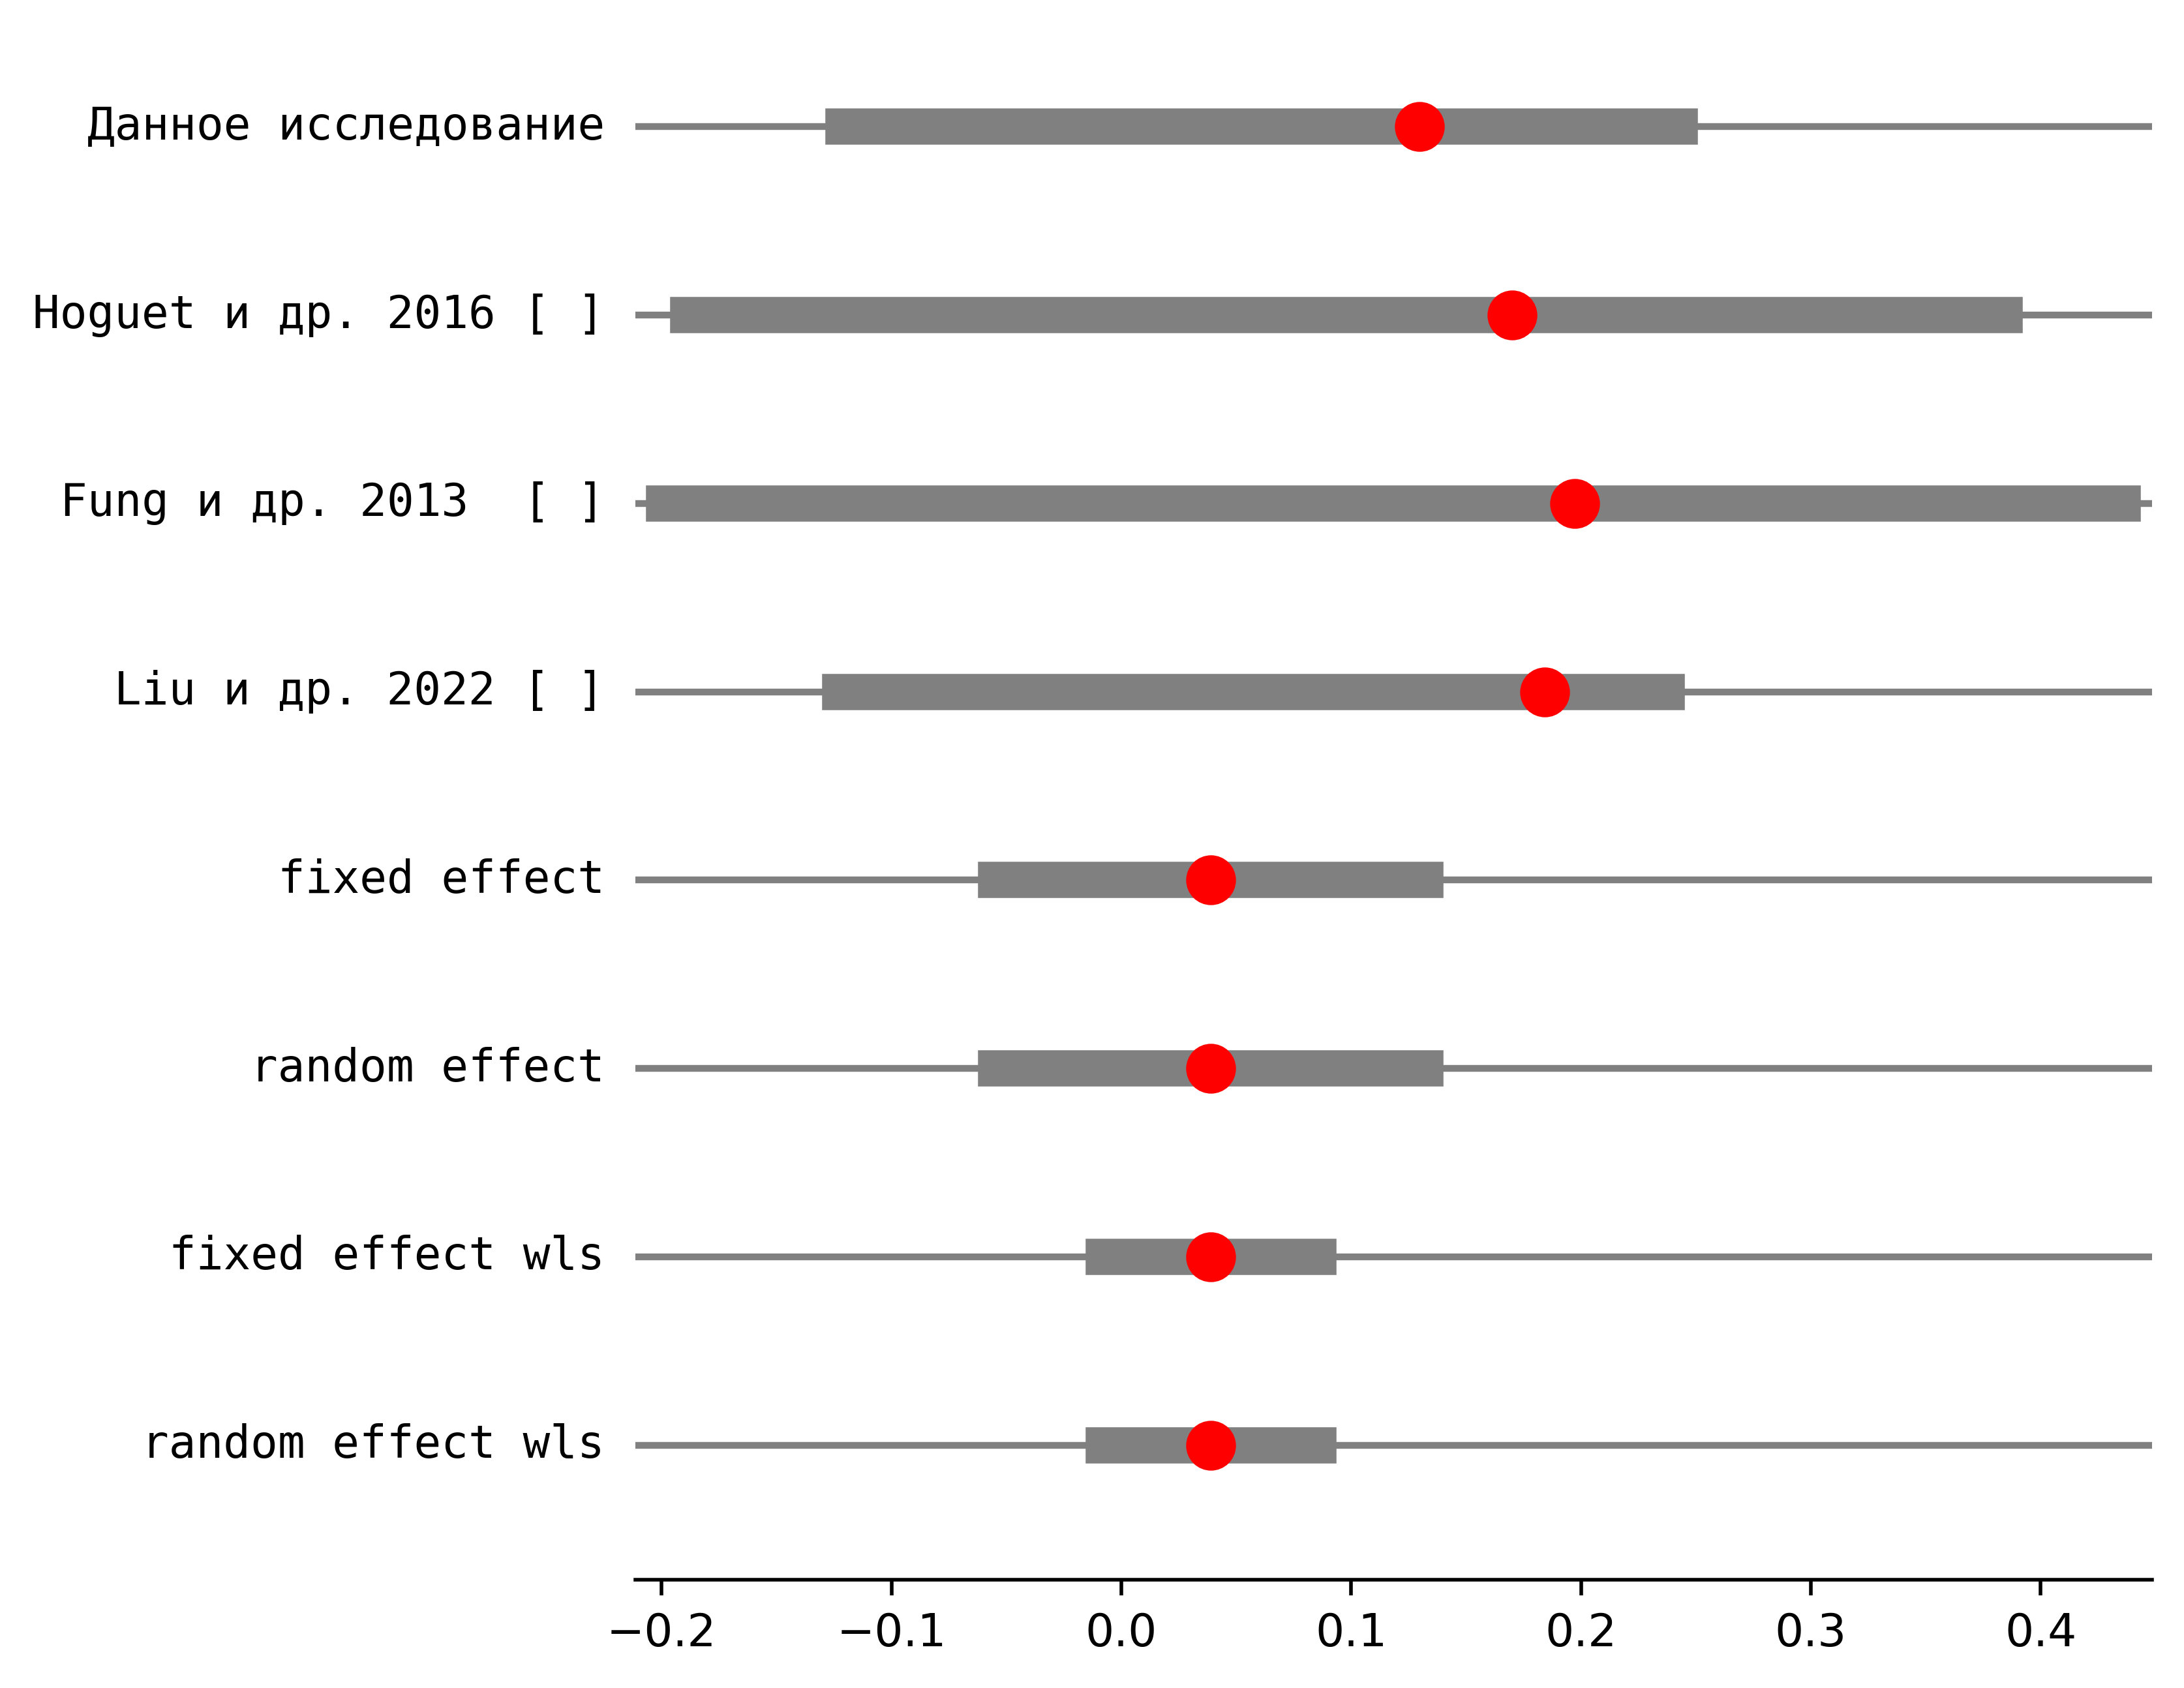 Данное исследование
Hoguet и др. 2016 [ ]
Fung и др. 2013  [ ]
Liu и др. 2022 [ ]
fixed effect
random effect
fixed effect wls
random effect wls
−0.2 −0.1 0.0 0.1 0.2 0.3 0.4